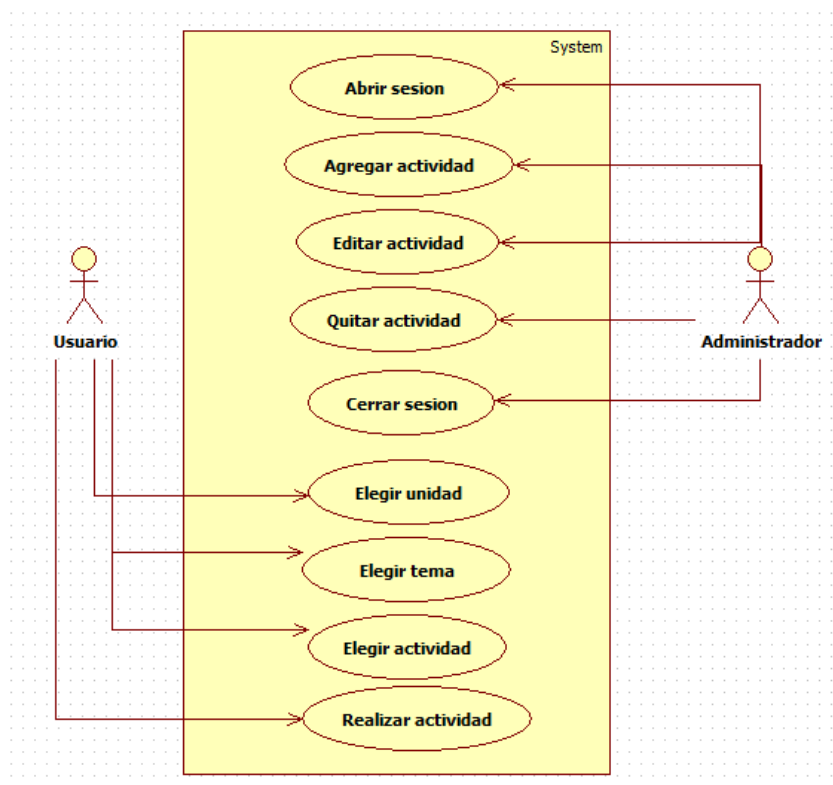 System
Abrir sesion
Agregar actividad
Editar actividad
Quitar actividad
Usuario
Administrador
Cerrar sesion
Elegir unidad
Elegir tema
Elegir actividad
Realizar actividad